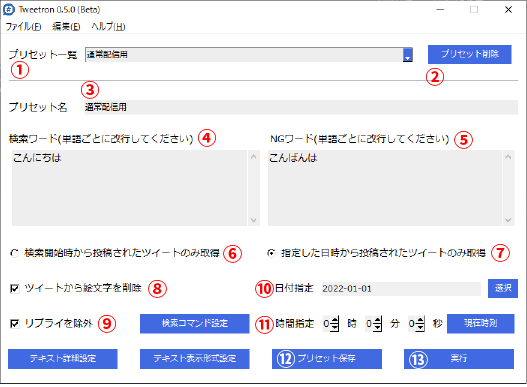 Tweetron 0.5.0 (Beta)
ファイル(F) 編集(E) ヘルプ(H)
プリセット一覧 通常配信用 プリセット削除
① ②
③
プリセット名 通常配信用
検索ワード(単語ごとに改行してください) ④ NGワード(単語ごとに改行してください) ⑤
こんにちは こんばんは
検索開始時から投稿されたツイートのみ取得 ⑥ 指定した日時から投稿されたツイートのみ取得 ⑦
ツイートから絵文字を削除 ⑧ ⑩ 日付指定 2022-01-01 選択
リプライを除外 ⑨ 検索コマンド設定 ⑪ 時間指定 0 時 0 分 0 秒 現在時刻
テキスト詳細設定 テキスト表示形式設定 ⑫ プリセット保存 ⑬ 実行